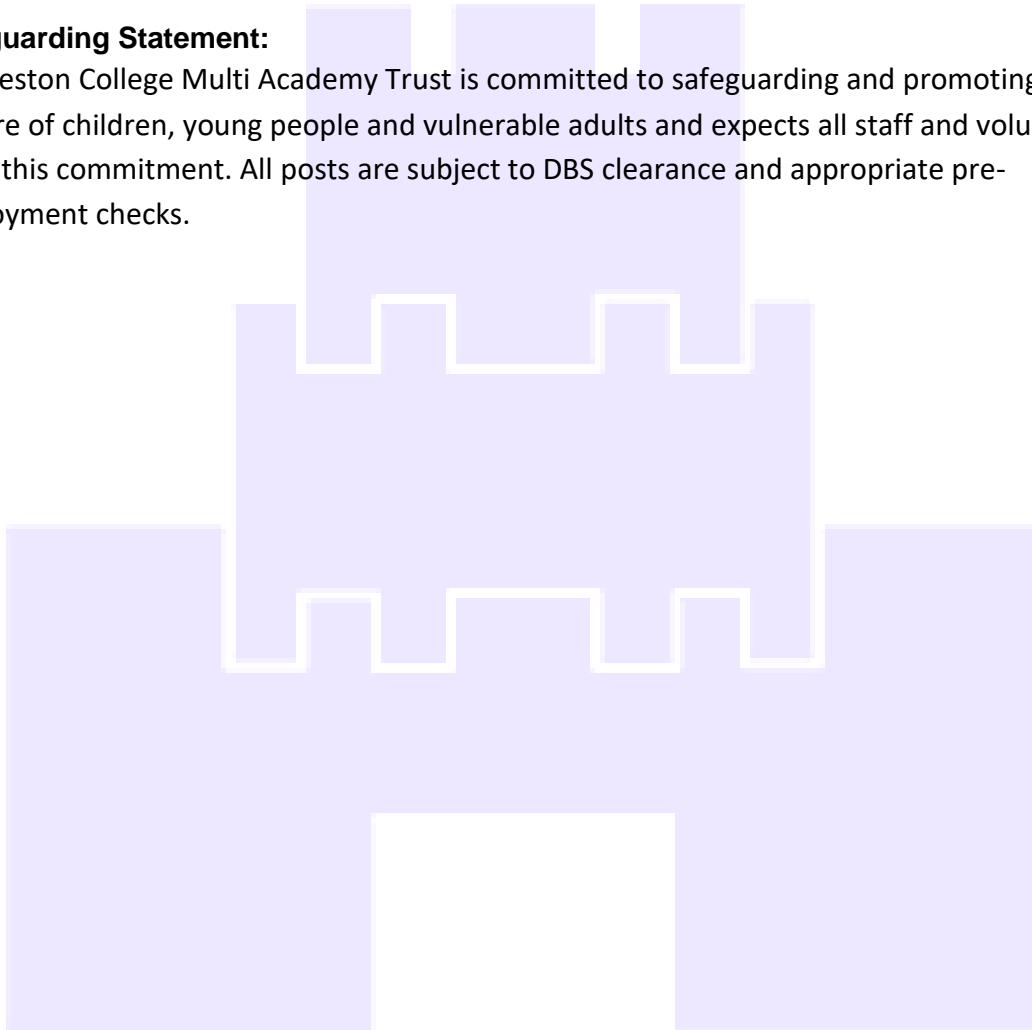 guarding Statement:
eston College Multi Academy Trust is committed to safeguarding and promoting
re of children, young people and vulnerable adults and expects all staff and volu
this commitment. All posts are subject to DBS clearance and appropriate pre-
oyment checks.